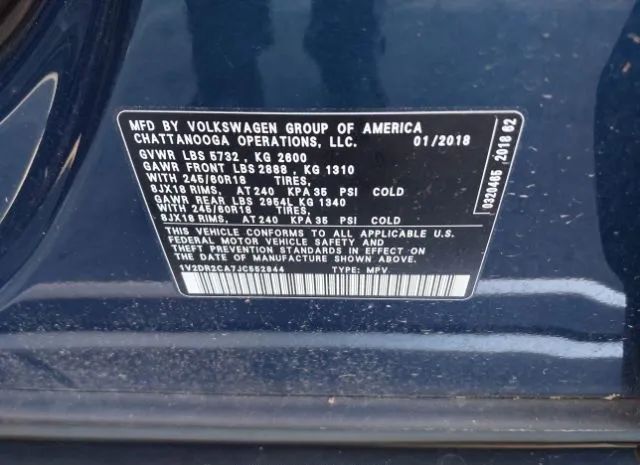 MFD BY VOLKSWAGEN GROUP OF AMERICA
CHATTANOOGA OPERATIONS, LLC. 01/2018
GVWR LBS 5732 , KG 2600
GAWR FRONT LBS 2888 , KG 1310
WITH 245/60R18 TIRES,
8JX18 RIMS, AT 240 KPA 35 PSI COLD
GAWR REAR LBS 2954L KG 1340
WITH 245/60R18 TIRES,
8JX18 RIMS, AT 240 KPA 35 PSI COLD
THIS VEHICLE CONFORMS TO ALL APPLICABLE U.S.
FEDERAL MOTOR VEHICLE SAFETY AND
THEFT PREVENTION STANDARDS IN EFFECT ON
THE DATE OF MANUFACTURE SHOWN ABOVE.
1V2DR2CA7JC552844 TYPE: MPV
0320465 2018 62